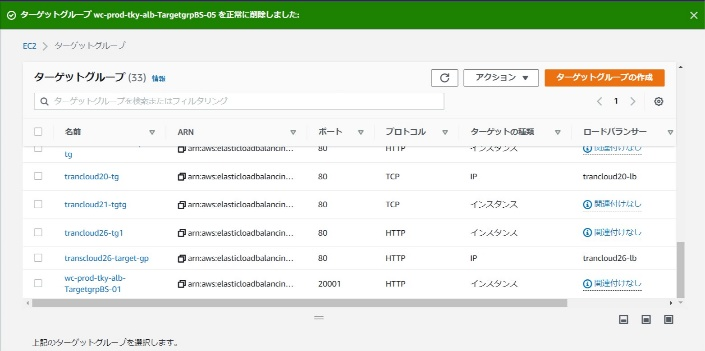 ターゲットグループ wc-prod-tky-alb-TargetgrpBS-05 を正常に削除しました:
EC2 > ターゲットグループ
ターゲットグループ (33) 情報
アクション
ターゲットグループの作成
ターゲットグループを検索またはフィルタリング
1
名前 ARN ポート プロトコル ターゲットの種類 ロードバランサー
tg arn:aws:elasticloadbalancin... 80 HTTP インスタンス 関連付けなし
trancloud20-tg arn:aws:elasticloadbalancin... 80 TCP IP trancloud20-lb
trancloud21-tgtg arn:aws:elasticloadbalancin... 80 TCP インスタンス 関連付けなし
trancloud26-tg1 arn:aws:elasticloadbalancin... 80 HTTP インスタンス 関連付けなし
transcloud26-target-gp arn:aws:elasticloadbalancin... 80 HTTP IP trancloud26-lb
wc-prod-tky-alb-
TargetgrpBS-01 arn:aws:elasticloadbalancin... 20001 HTTP インスタンス 関連付けなし
上記のターゲットグループを選択します。